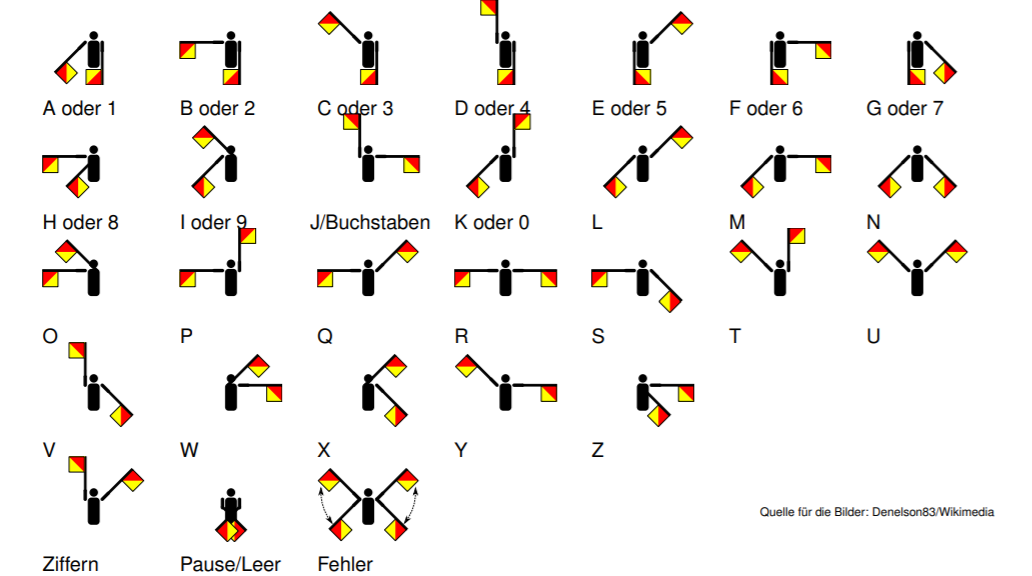 A oder 1 B oder 2 C oder 3 D oder 4 E oder 5 F oder 6 G oder 7
H oder 8 I oder 9 J/Buchstaben K oder 0 L M N
O P Q R S T U
V W X Y Z
Quelle für die Bilder: Denelson83/Wikimedia
Ziffern Pause/Leer Fehler